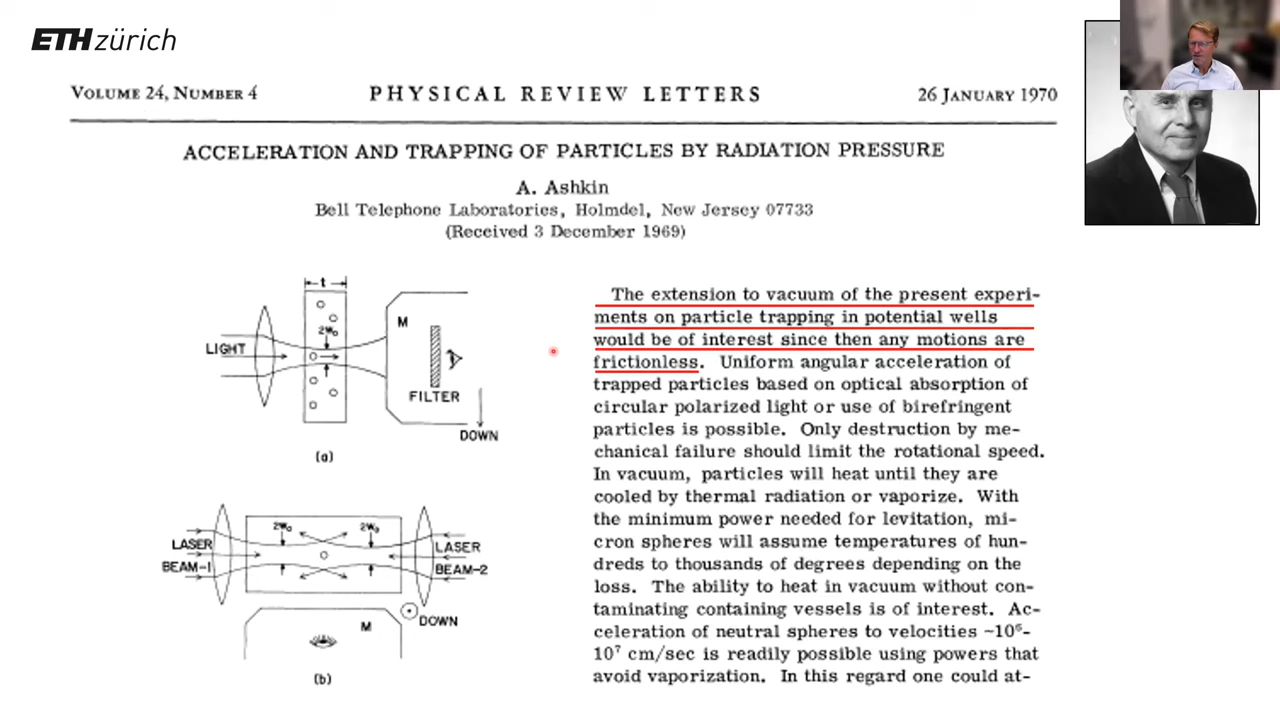 ETH zürich
VOLUME 24, NUMBER 4
PHYSICAL REVIEW LETTERS
26 JANUARY 1970
ACCELERATION AND TRAPPING OF PARTICLES BY RADIATION PRESSURE
A. Ashkin
Bell Telephone Laboratories, Holmdel, New Jersey 07733
(Received 3 December 1969)
t
2W₀
LIGHT
M
FILTER
DOWN
(a)
2W₀
2W₀
LASER
BEAM-1
LASER
BEAM-2
DOWN
M
(b)
The extension to vacuum of the present experi-
ments on particle trapping in potential wells
would be of interest since then any motions are
frictionless. Uniform angular acceleration of
trapped particles based on optical absorption of
circular polarized light or use of birefringent
particles is possible. Only destruction by me-
chanical failure should limit the rotational speed.
In vacuum, particles will heat until they are
cooled by thermal radiation or vaporize. With
the minimum power needed for levitation, mi-
cron spheres will assume temperatures of hun-
dreds to thousands of degrees depending on the
loss. The ability to heat in vacuum without con-
taminating containing vessels is of interest. Ac-
celeration of neutral spheres to velocities ~10⁶-
10⁷ cm/sec is readily possible using powers that
avoid vaporization. In this regard one could at-